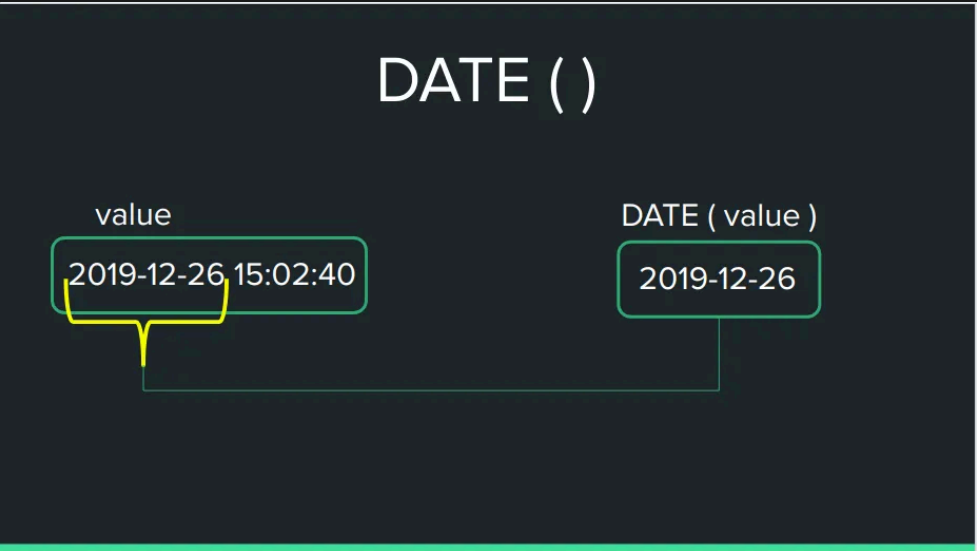 DATE ( )
value
2019-12-26 15:02:40
DATE ( value )
2019-12-26